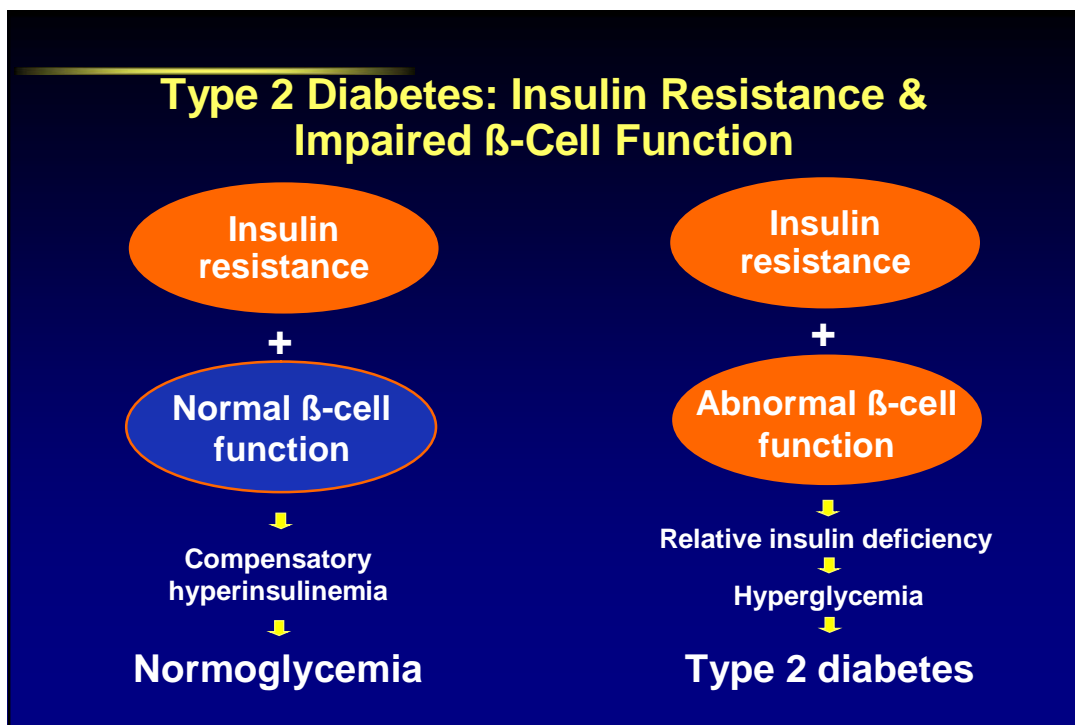 Type 2 Diabetes: Insulin Resistance &
Impaired ß-Cell Function
Insulin
resistance
+
Normal ß-cell
function
Compensatory
hyperinsulinemia
Normoglycemia
Insulin
resistance
+
Abnormal ß-cell
function
Relative insulin deficiency
Hyperglycemia
Type 2 diabetes